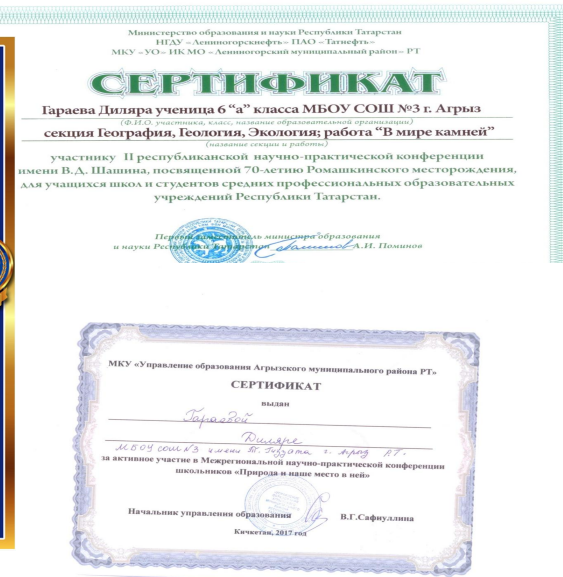 Министерство образования и науки Республики Татарстан
НГДУ «Лениногорскнефть» ПАО «Татнефть»
МКУ «УО» ИК МО «Лениногорский муниципальный район» РТ
СЕРТИФИКАТ
Гараева Диляра ученица 6 “а” класса МБОУ СОШ №3 г. Агрыз
(Ф.И.О. участника, класс, название образовательной организации)
секция География, Геология, Экология; работа “В мире камней”
(название секции и работы)
участнику II республиканской научно-практической конференции
имени В.Д. Шашина, посвященной 70-летию Ромашкинского месторождения,
для учащихся школ и студентов средних профессиональных образовательных
учреждений Республики Татарстан.
Первый заместитель министра образования
и науки Республики Татарстан А.И. Поминов
МКУ «Управление образования Агрызского муниципального района РТ»
СЕРТИФИКАТ
выдан
Гараевой
Диляре
МБОУ СОШ №3 имени г. Агрыз РТ
за активное участие в Межрегиональной научно-практической конференции
школьников «Природа и наше место в ней»
Начальник управления образования В.Г.Сафиуллина
Кичкетан, 2017 год